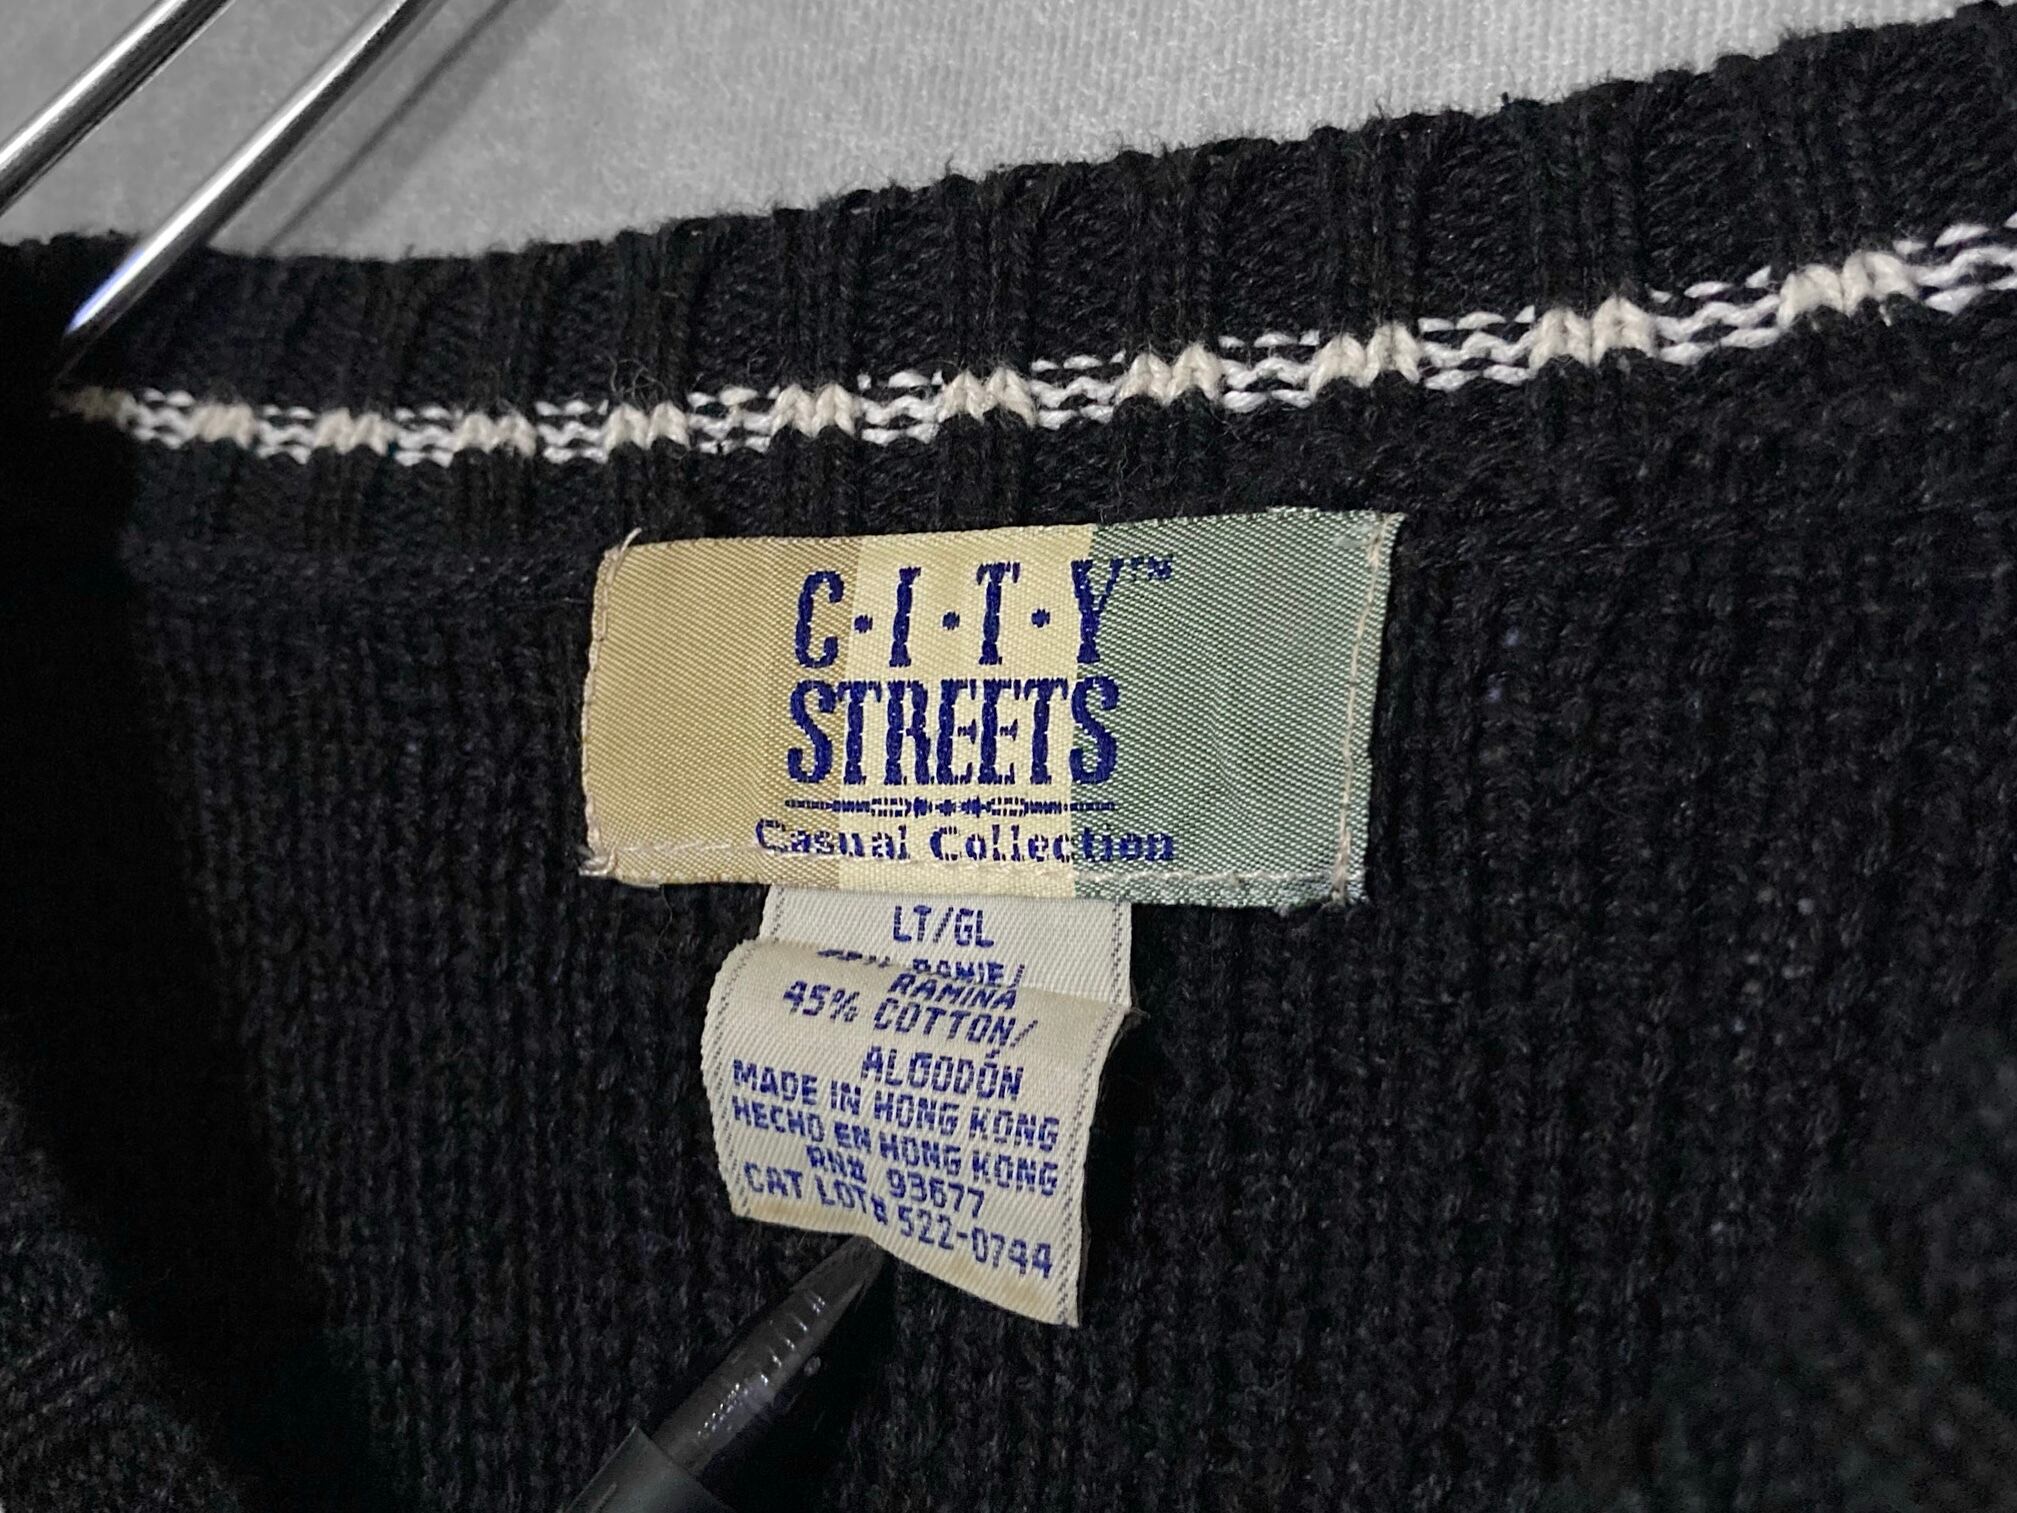 C·I·T·Y™
STREETS
Casual Collection
LT/GL
RAMIE/
RAMINA
45% COTTON/
ALGODÓN
MADE IN HONG KONG
HECHO EN HONG KONG
RN# 93677
CAT LOT# 522-0744